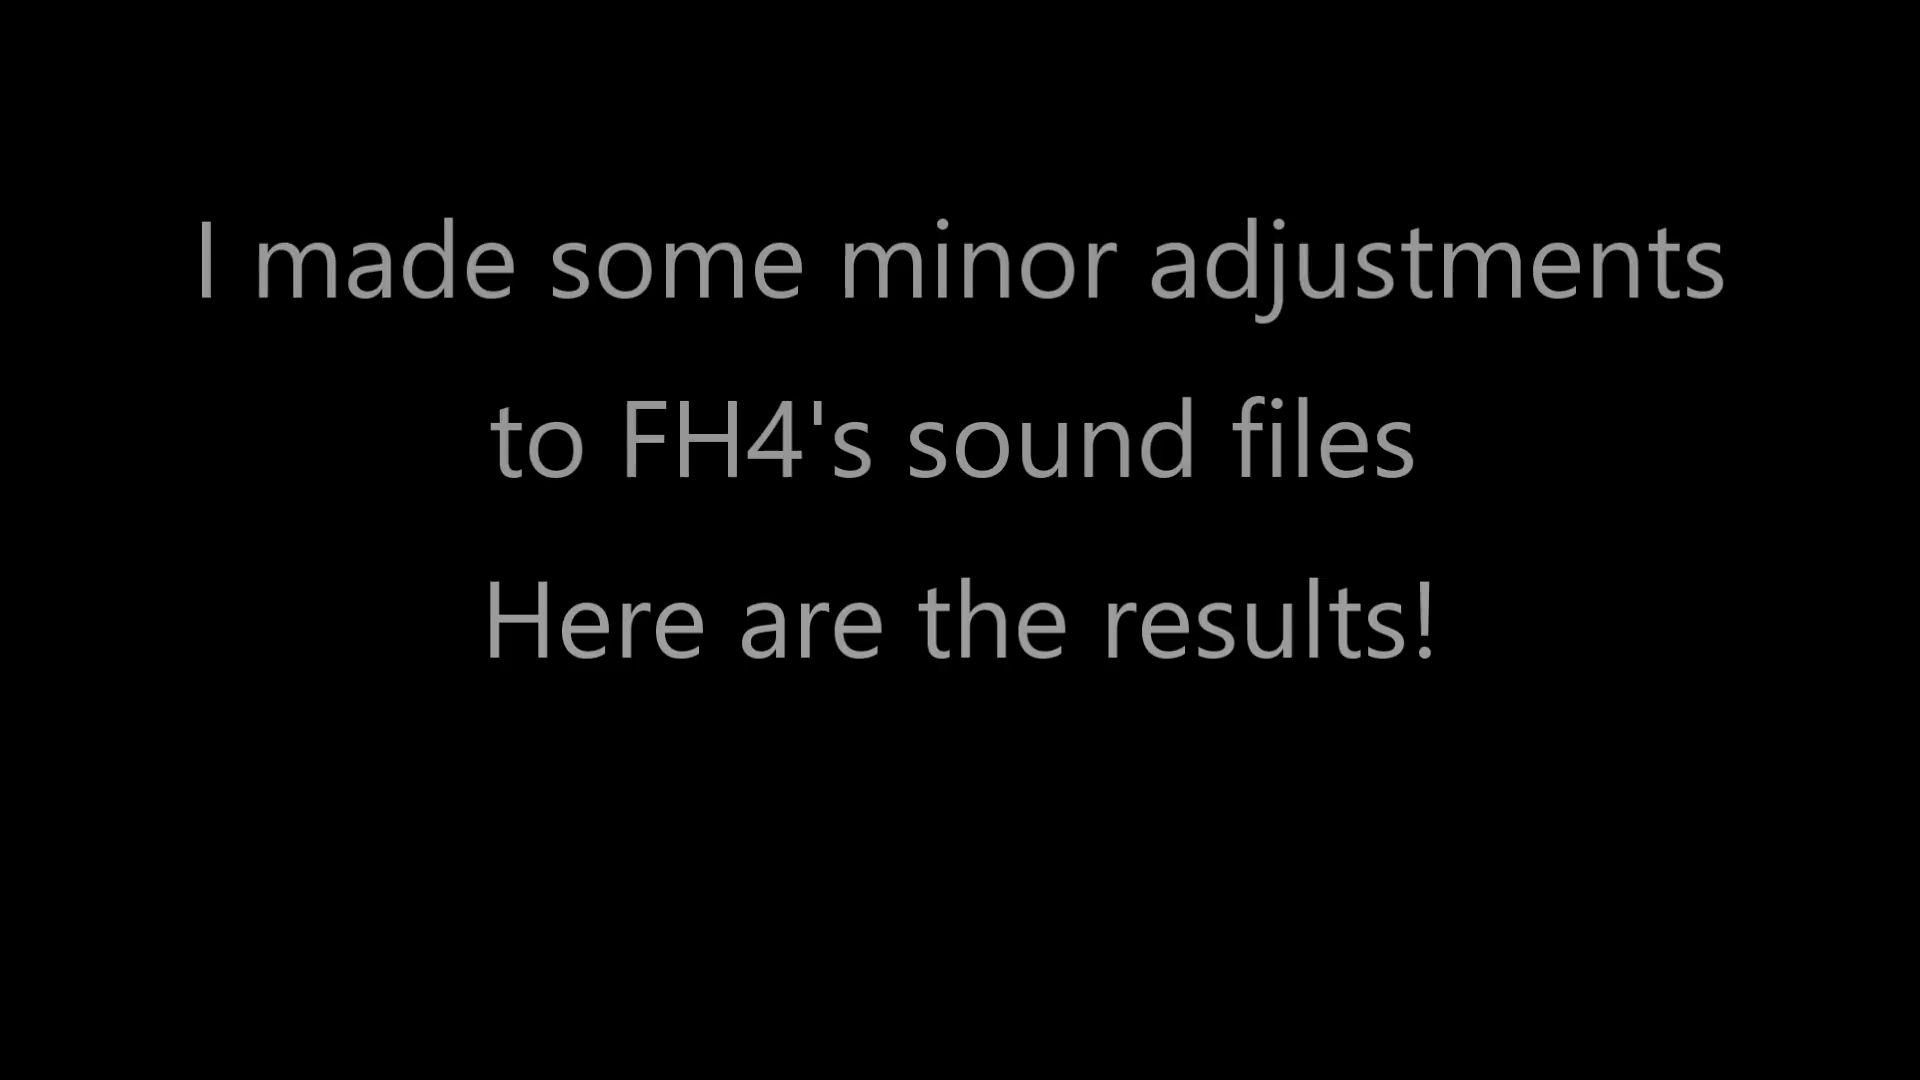 I made some minor adjustments
to FH4's sound files
Here are the results!